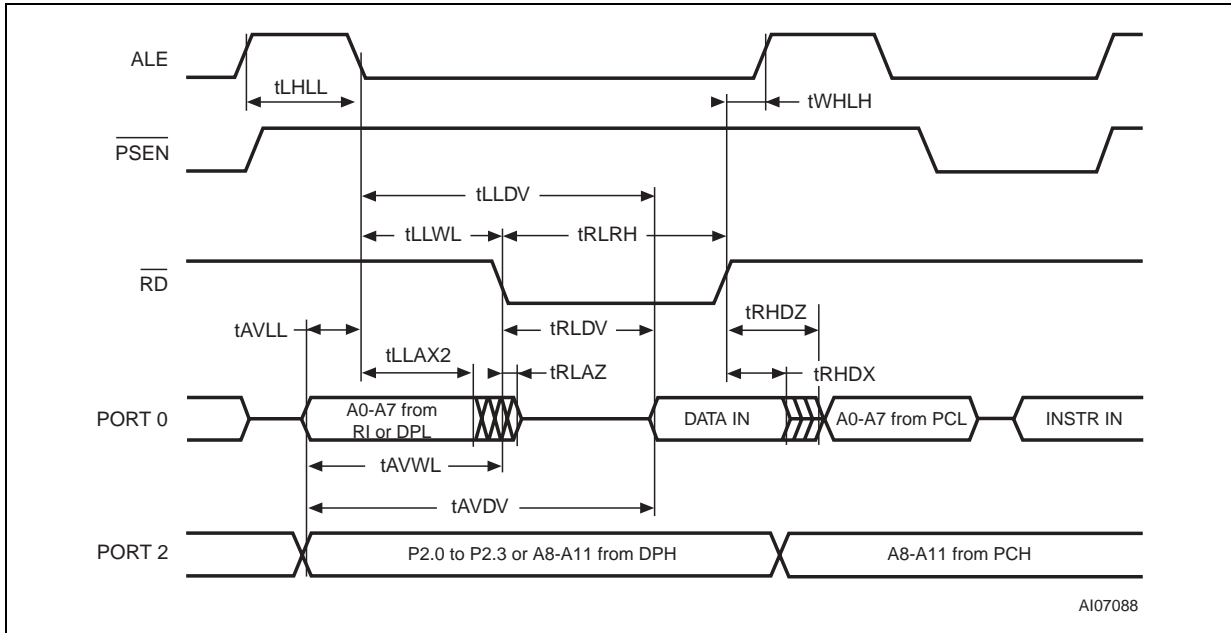 ALE
tLHLL
tWHLH
PSEN
tLLDV
tLLWL
tRLRH
RD
tAVLL
tRLDV
tRHDZ
tLLAX2
tRLAZ
tRHDX
PORT 0
A0-A7 from
RI or DPL
DATA IN
A0-A7 from PCL
INSTR IN
tAVWL
tAVDV
PORT 2
P2.0 to P2.3 or A8-A11 from DPH
A8-A11 from PCH
AI07088